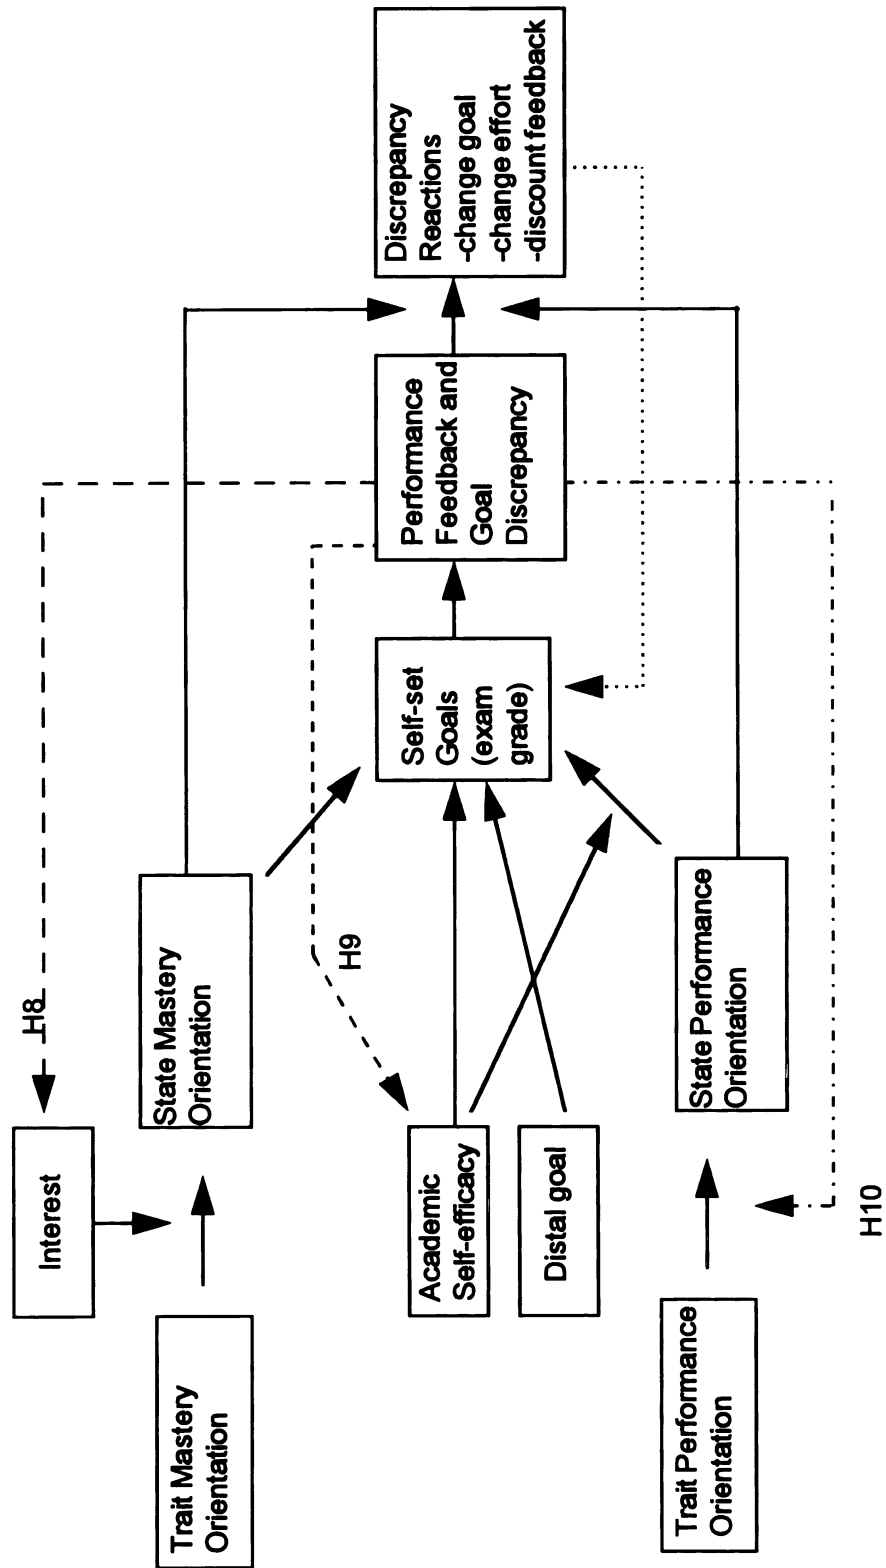 Interest
H8
Trait Mastery
Orientation
State Mastery
Orientation
H9
Academic
Self-efficacy
Distal goal
Self-set
Goals
(exam
grade)
Performance
Feedback and
Goal
Discrepancy
Discrepancy
Reactions
-change goal
-change effort
-discount feedback
Trait Performance
Orientation
State Performance
Orientation
H10